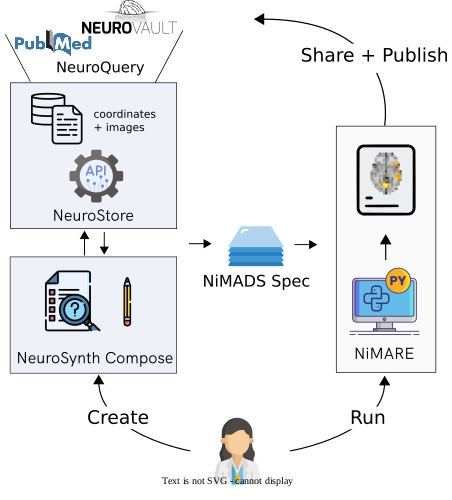 NEUROVAULT
PubMed
NeuroQuery
Share + Publish
coordinates
+ images
API
NeuroStore
NiMADS Spec
PY
?
NeuroSynth Compose
NiMARE
Create
Run
Text is not SVG - cannot display